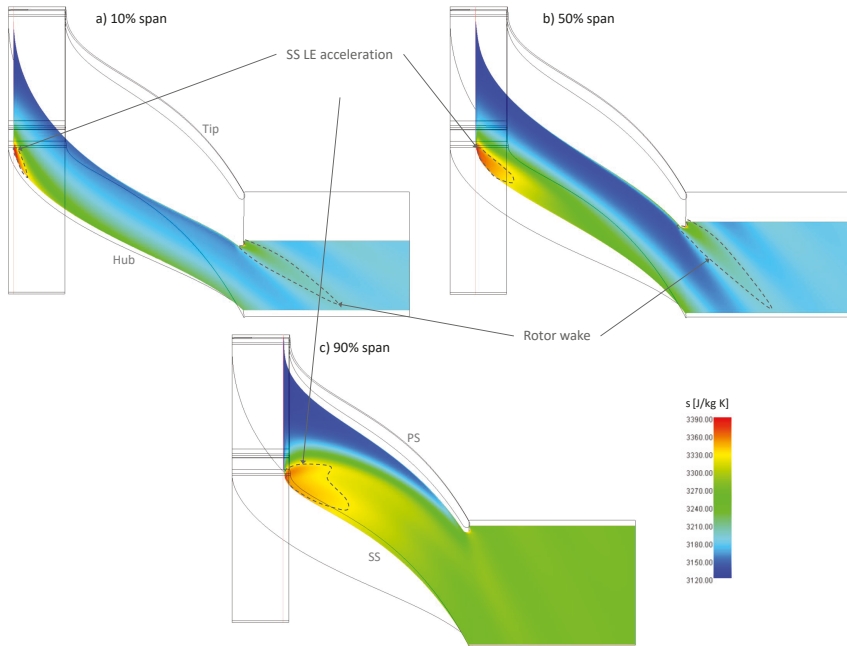 a) 10% span
b) 50% span
SS LE acceleration
Tip
Hub
Rotor wake
c) 90% span
PS
SS
s [J/kg K]
3390.00
3360.00
3330.00
3300.00
3270.00
3240.00
3210.00
3180.00
3150.00
3120.00